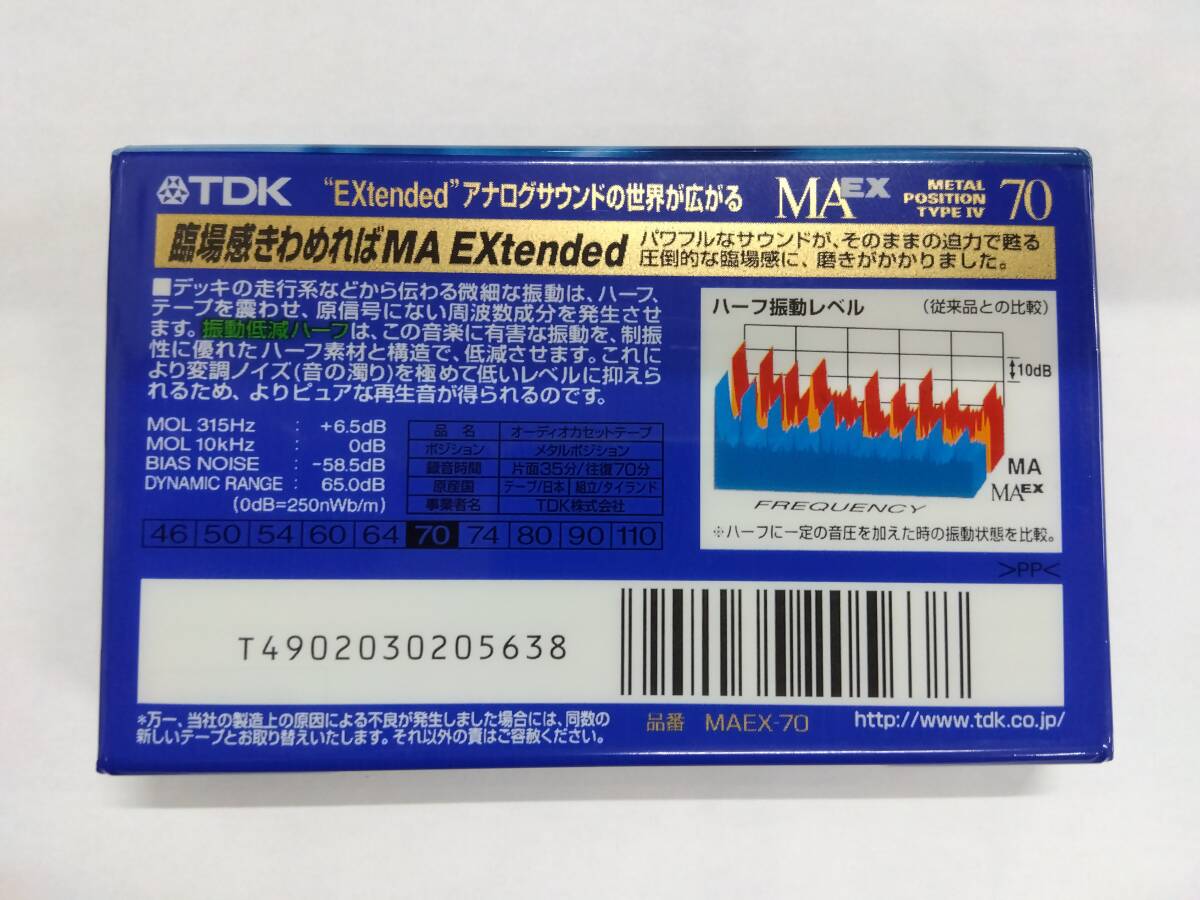 TDK "EXtended"アナログサウンドの世界が広がる MAEX METAL POSITION TYPE IV 70
臨場感きわめればMA EXtended
パワフルなサウンドが、そのままの迫力で甦る
圧倒的な臨場感に、磨きがかかりました。
■デッキの走行系などから伝わる微細な振動は、ハーフ、
テープを震わせ、原信号にない周波数成分を発生させ
ます。振動低減ハーフは、この音楽に有害な振動を、制振
性に優れたハーフ素材と構造で、低減させます。これに
より変調ノイズ(音の濁り)を極めて低いレベルに抑えら
れるため、よりピュアな再生音が得られるのです。
MOL 315Hz : +6.5dB
MOL 10kHz : 0dB
BIAS NOISE : -58.5dB
DYNAMIC RANGE : 65.0dB
(0dB=250nWb/m)
品名 オーディオカセットテープ
ポジション メタルポジション
録音時間 片面35分/往復70分
原産国 テープ/日本 組立/タイランド
事業者名 TDK株式会社
46 50 54 60 64 70 74 80 90 110
ハーフ振動レベル (従来品との比較)
10dB
MA
MAEX
FREQUENCY
※ハーフに一定の音圧を加えた時の振動状態を比較。
>PP<
T4902030205638
*万一、当社の製造上の原因による不良が発生しました場合には、同数の
新しいテープとお取り替えいたします。それ以外の責はご容赦ください。
品番 MAEX-70
http://www.tdk.co.jp/